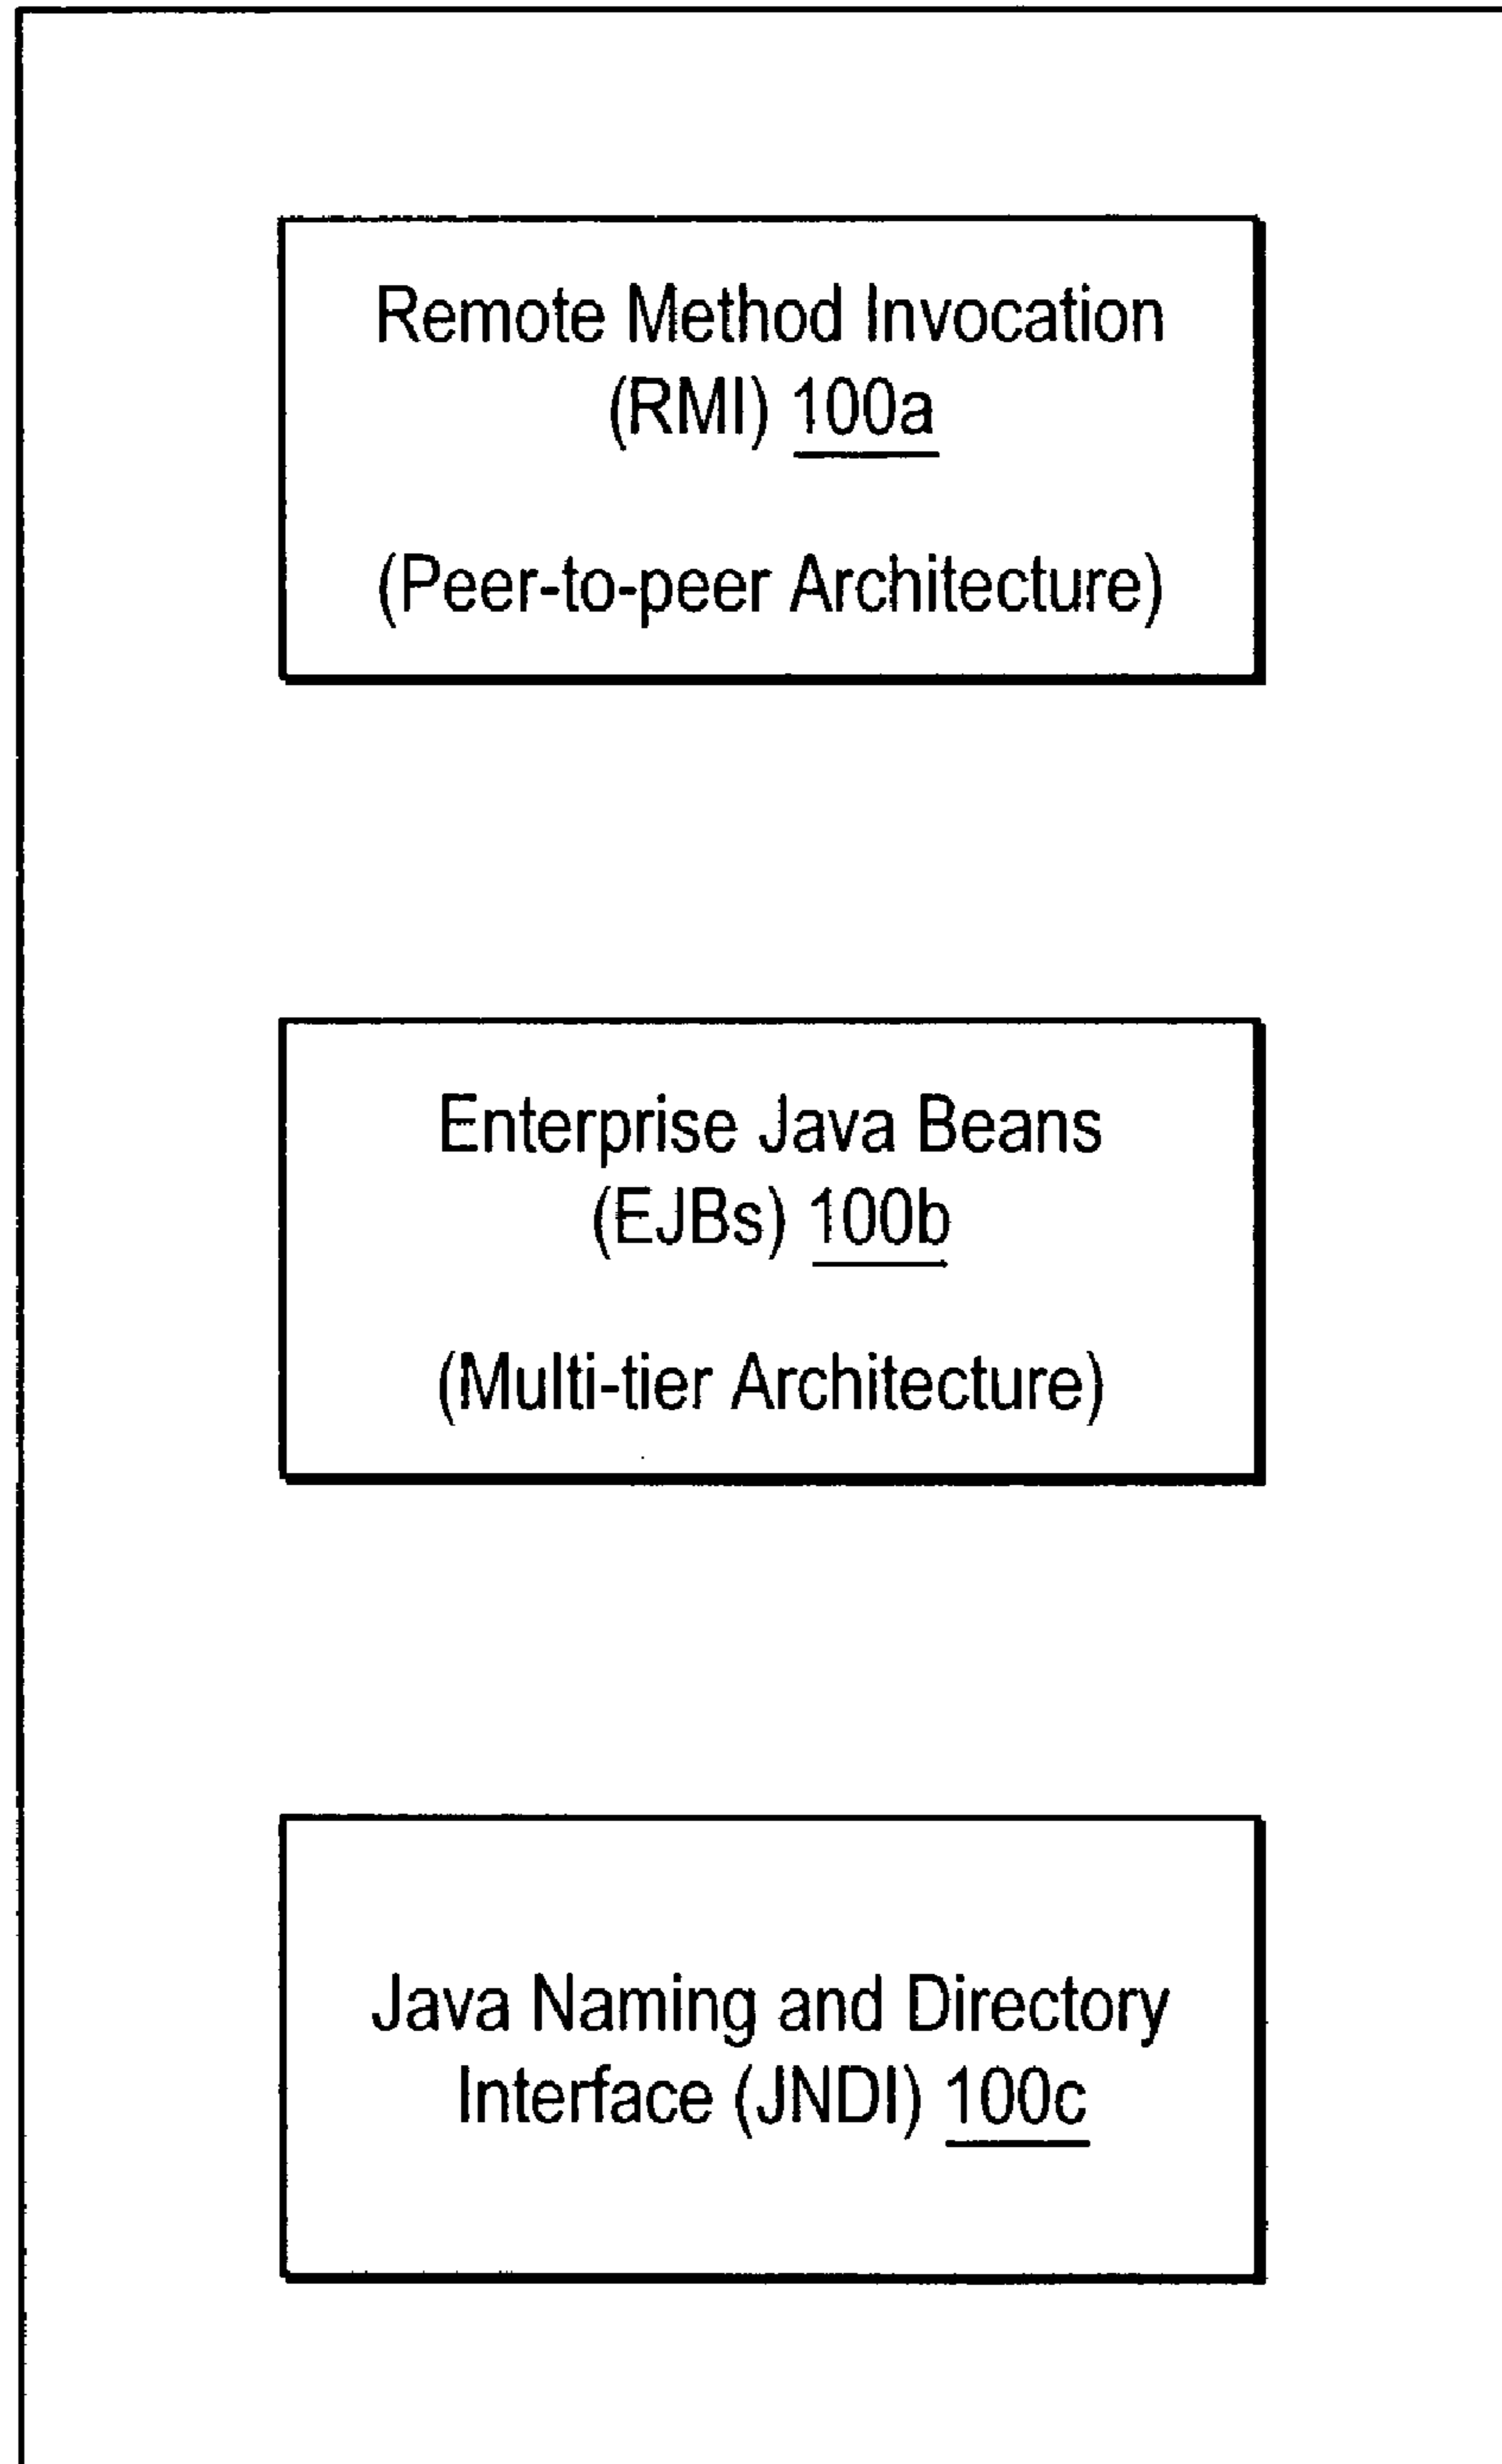 Remote Method Invocation
(RMI) 100a
(Peer-to-peer Architecture)
Enterprise Java Beans
(EJBs) 100b
(Multi-tier Architecture)
Java Naming and Directory
Interface (JNDI) 100c